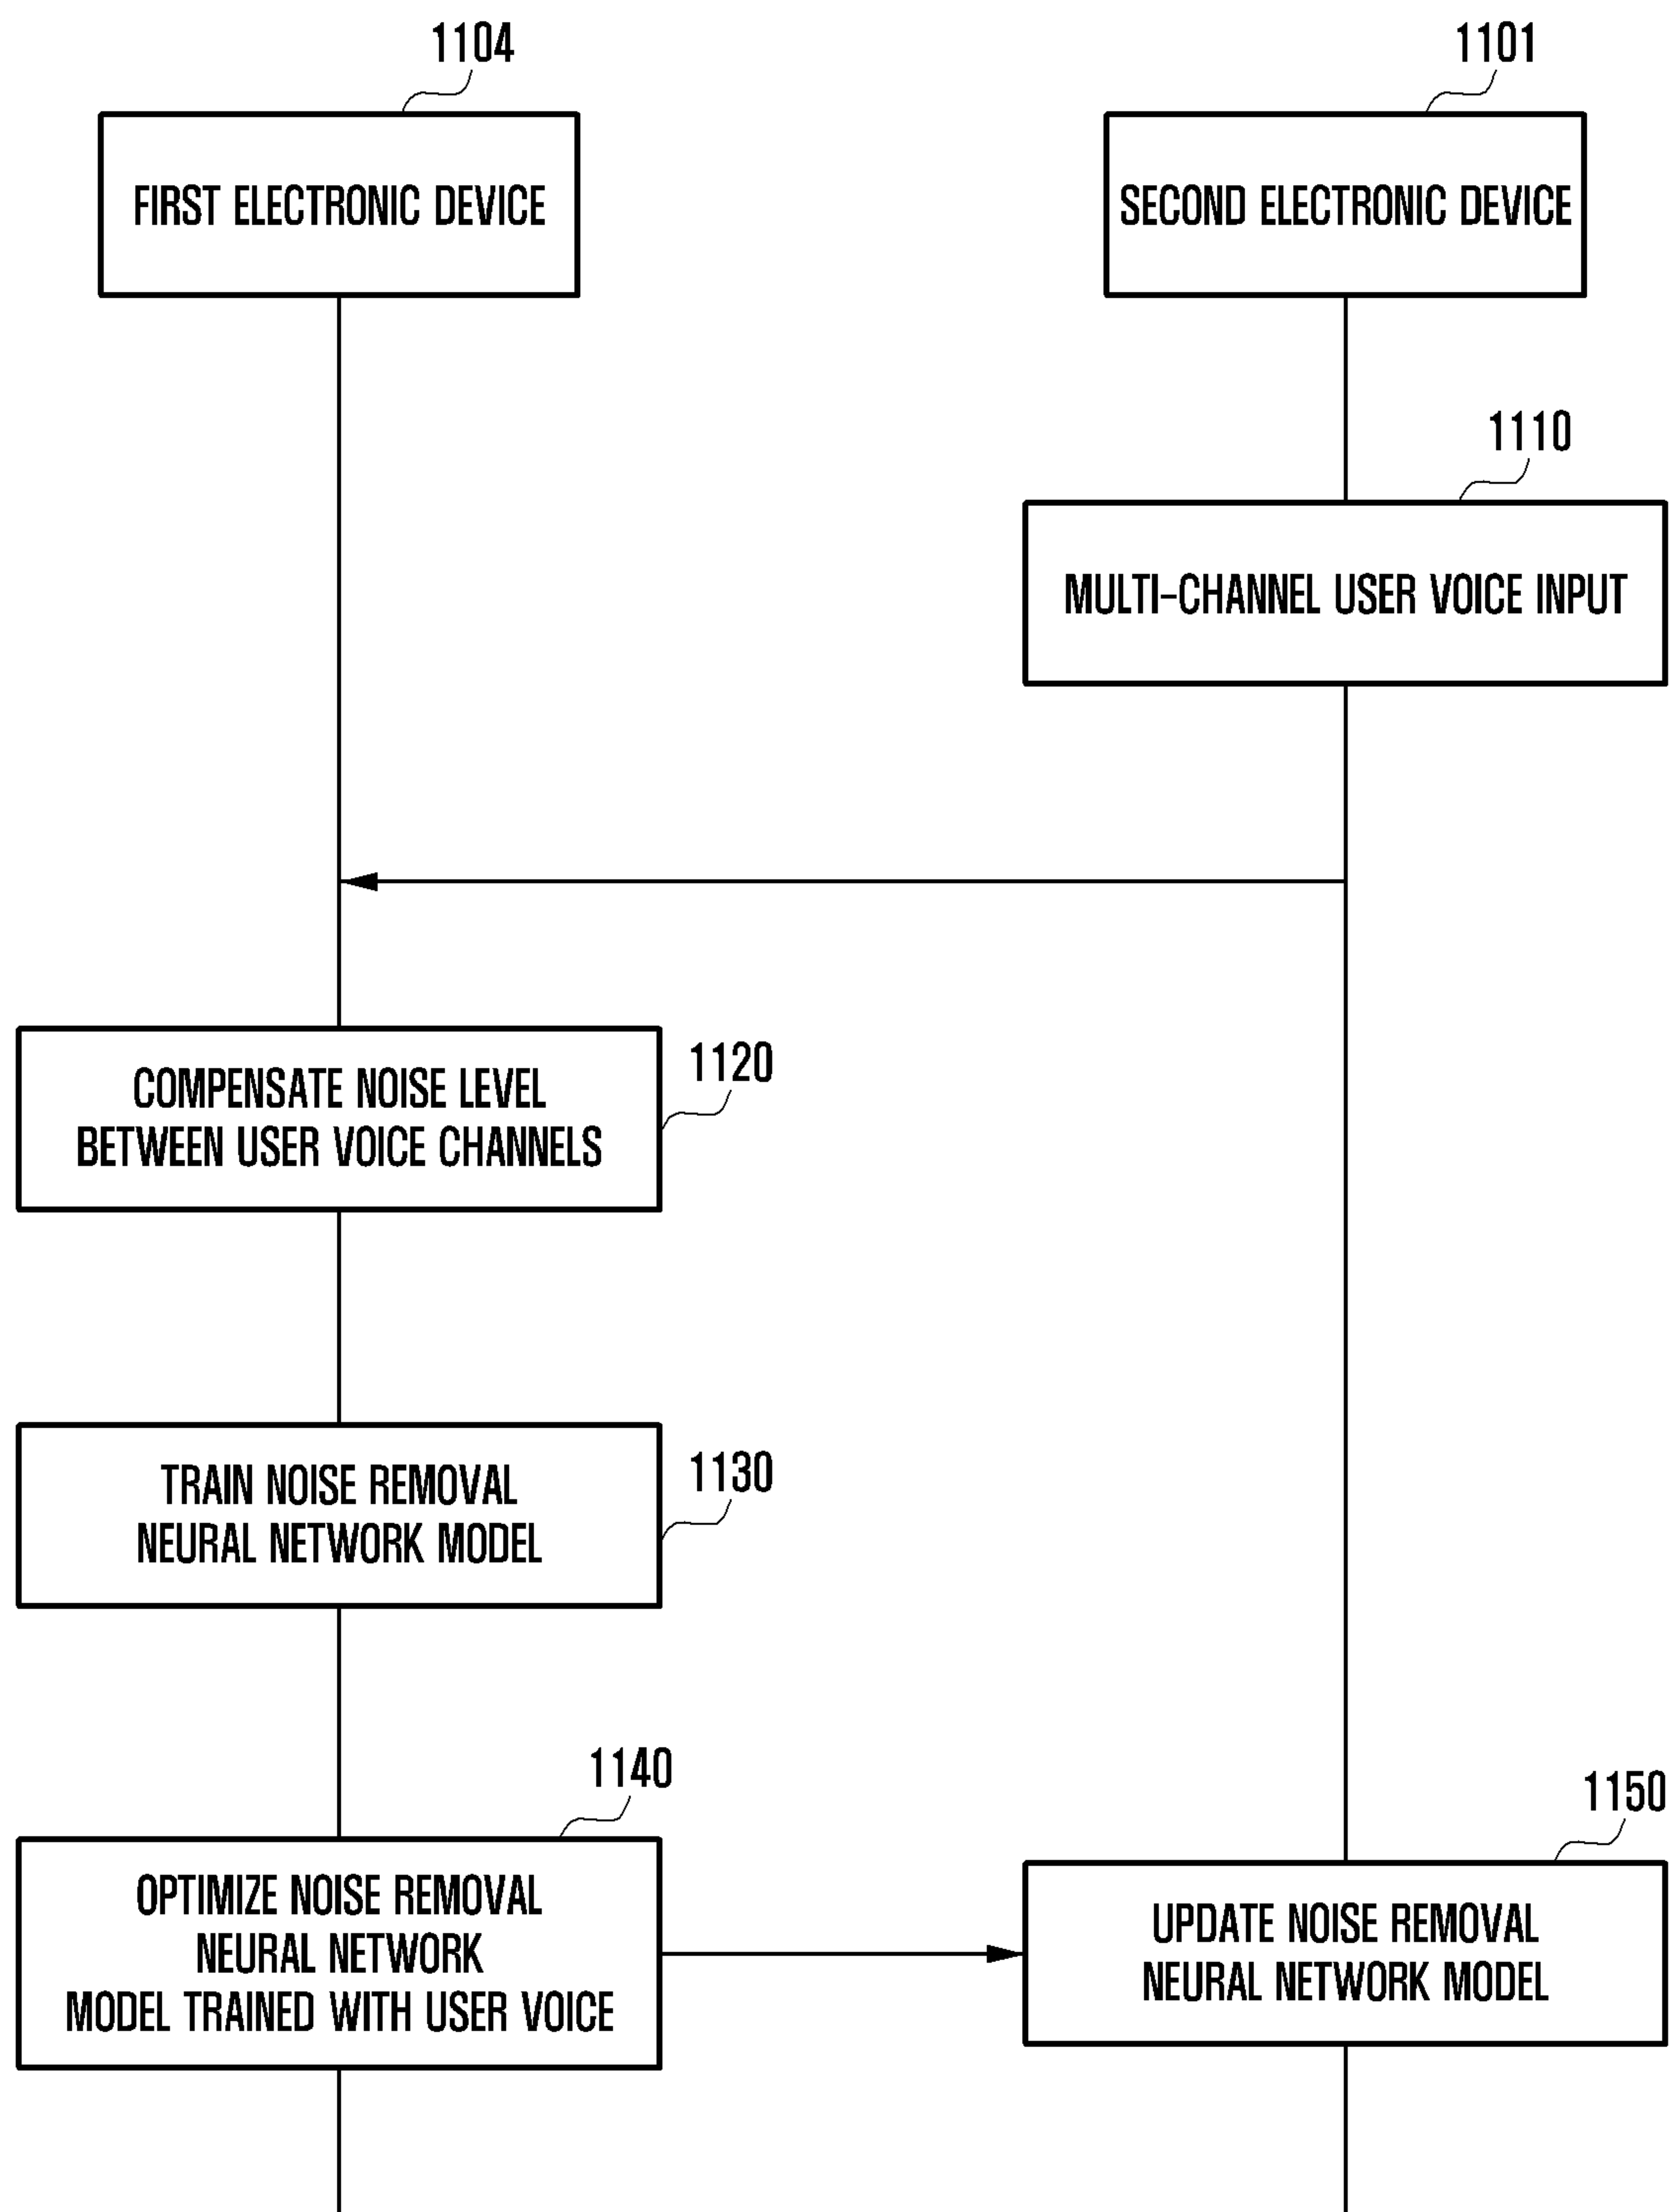 1104
1101
FIRST ELECTRONIC DEVICE
SECOND ELECTRONIC DEVICE
1110
MULTI-CHANNEL USER VOICE INPUT
1120
COMPENSATE NOISE LEVEL
BETWEEN USER VOICE CHANNELS
1130
TRAIN NOISE REMOVAL
NEURAL NETWORK MODEL
1140
OPTIMIZE NOISE REMOVAL
NEURAL NETWORK
MODEL TRAINED WITH USER VOICE
1150
UPDATE NOISE REMOVAL
NEURAL NETWORK MODEL